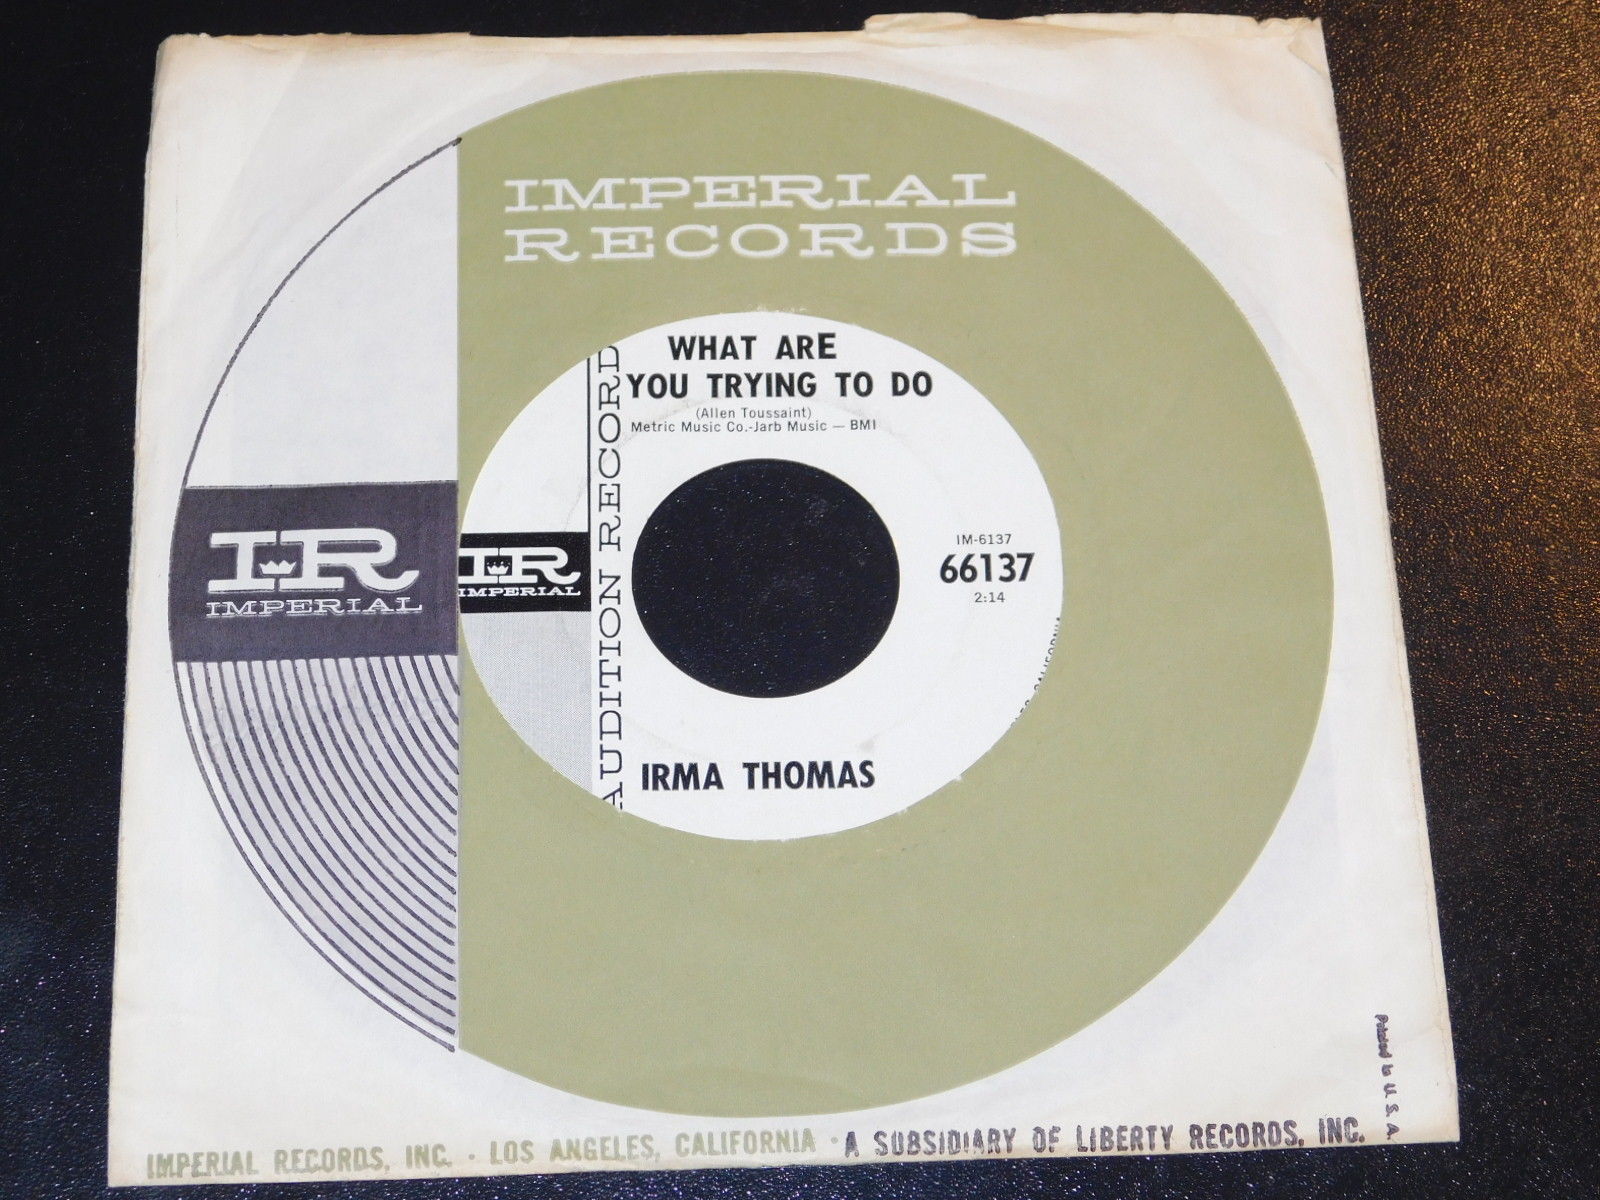 IMPERIAL
RECORDS
WHAT ARE
YOU TRYING TO DO
(Allen Toussaint)
Metric Music Co.-Jarb Music — BMI
AUDITION RECORD
IR
IMPERIAL
IR
IMPERIAL
IM-6137
66137
2:14
CALIFORNIA
IRMA THOMAS
Printed in U. S. A.
IMPERIAL RECORDS, INC. · LOS ANGELES, CALIFORNIA · A SUBSIDIARY OF LIBERTY RECORDS, INC.